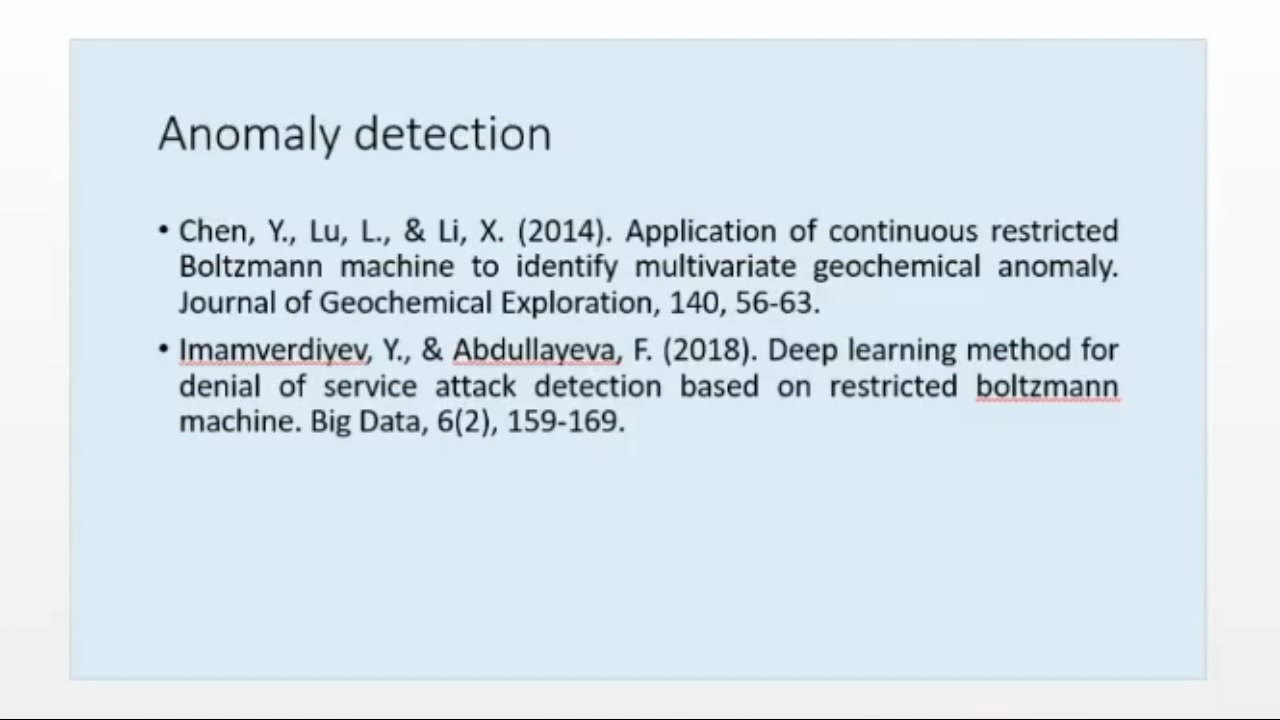 Anomaly detection
• Chen, Y., Lu, L., & Li, X. (2014). Application of continuous restricted
Boltzmann machine to identify multivariate geochemical anomaly.
Journal of Geochemical Exploration, 140, 56-63.
• Imamverdiyev, Y., & Abdullayeva, F. (2018). Deep learning method for
denial of service attack detection based on restricted boltzmann
machine. Big Data, 6(2), 159-169.